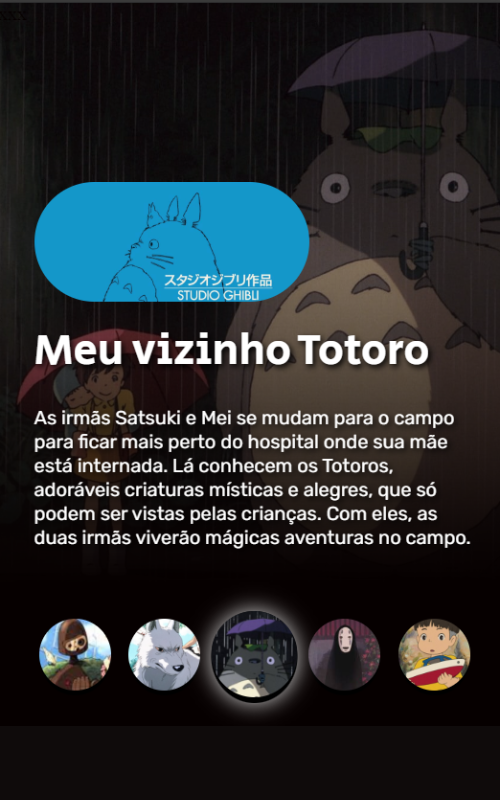 スタジオジブリ作品
STUDIO GHIBLI
Meu vizinho Totoro
As irmãs Satsuki e Mei se mudam para o campo
para ficar mais perto do hospital onde sua mãe
está internada. Lá conhecem os Totoros,
adoráveis criaturas místicas e alegres, que só
podem ser vistas pelas crianças. Com eles, as
duas irmãs viverão mágicas aventuras no campo.